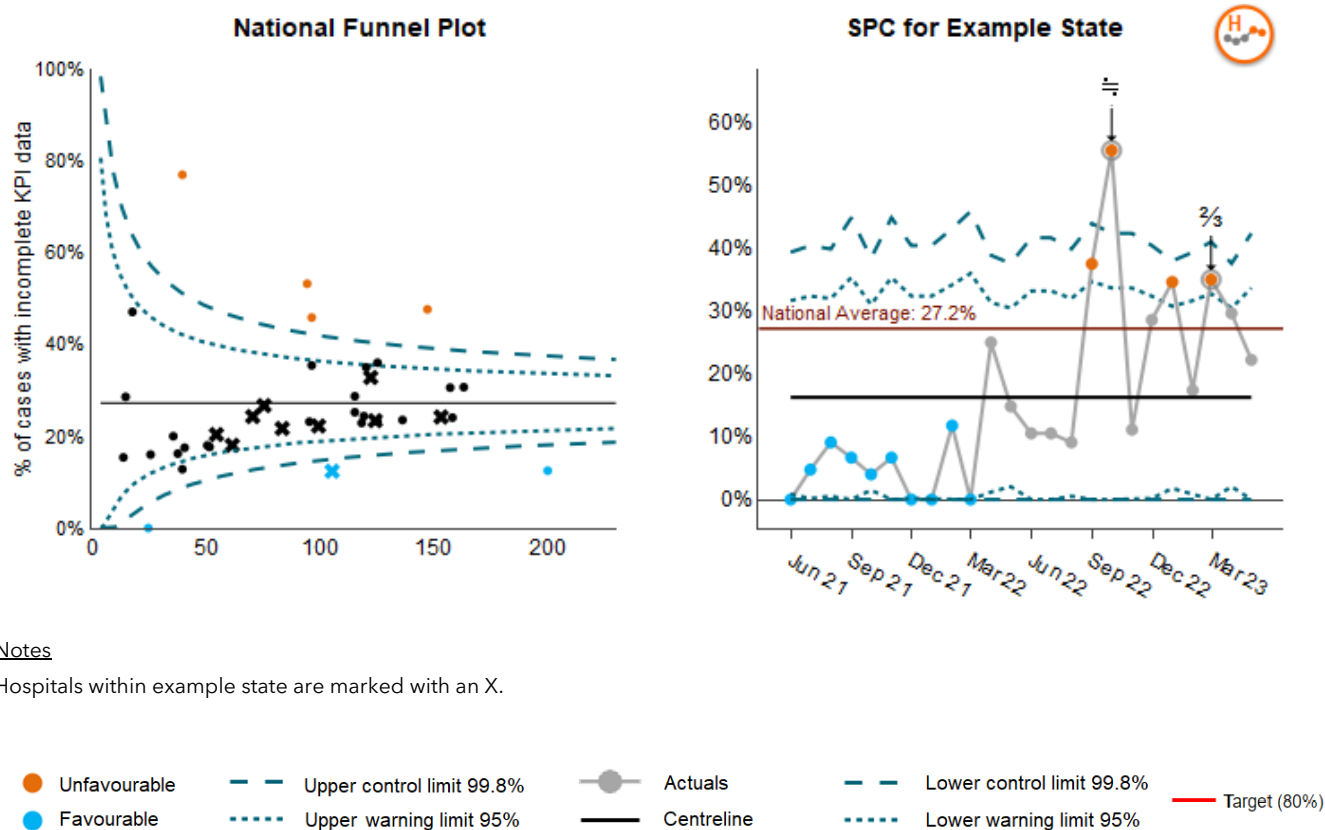 National Funnel Plot
% of cases with incomplete KPI data
100%
80%
60%
40%
20%
0%
0 50 100 150 200
SPC for Example State
H
≒
⅔
60%
50%
40%
30%
20%
10%
0%
National Average: 27.2%
Jun 21 Sep 21 Dec 21 Mar 22 Jun 22 Sep 22 Dec 22 Mar 23
Notes
Hospitals within example state are marked with an X.
Unfavourable Upper control limit 99.8% Actuals Lower control limit 99.8% Target (80%)
Favourable Upper warning limit 95% Centreline Lower warning limit 95%